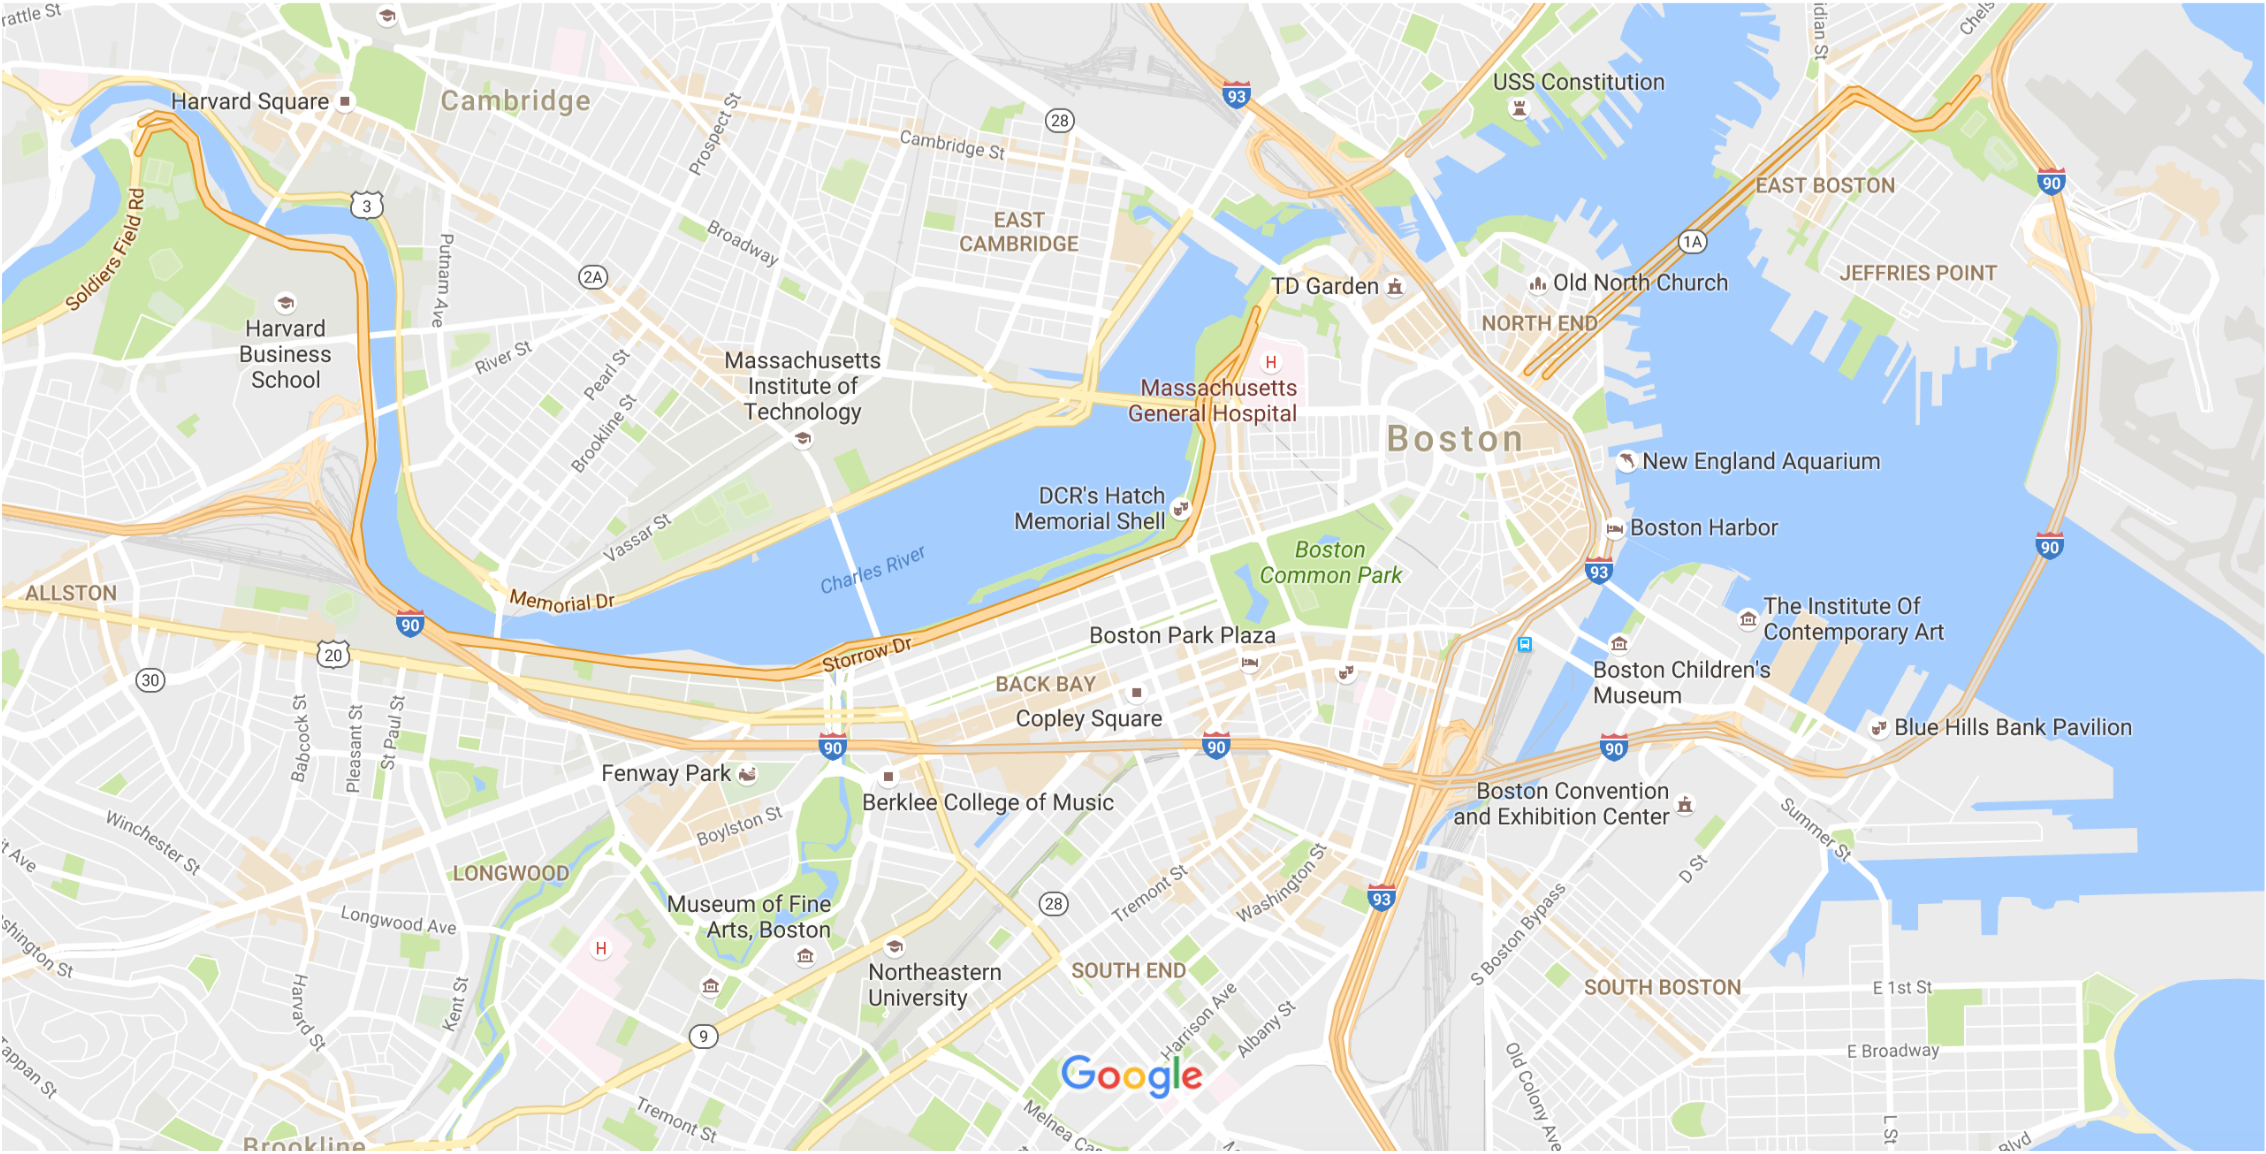 rattle St
Harvard Square
Cambridge
Prospect St
28
Cambridge St
93
USS Constitution
idian St
Chels
3
Soldiers Field Rd
Putnam Ave
Broadway
EAST
CAMBRIDGE
EAST BOSTON
90
1A
JEFFRIES POINT
2A
TD Garden
Old North Church
NORTH END
Harvard
Business
School
River St
Pearl St
Brookline St
Massachusetts
Institute of
Technology
H
Massachusetts
General Hospital
Boston
New England Aquarium
DCR's Hatch
Memorial Shell
Vassar St
Charles River
Boston
Common Park
Boston Harbor
90
93
ALLSTON
Memorial Dr
90
20
30
Storrow Dr
Boston Park Plaza
The Institute Of
Contemporary Art
Boston Children's
Museum
BACK BAY
Copley Square
Babcock St
Pleasant St
St Paul St
90
90
90
Blue Hills Bank Pavilion
Fenway Park
Berklee College of Music
Boston Convention
and Exhibition Center
Winchester St
it Ave
Boylston St
Summer St
D St
LONGWOOD
Longwood Ave
Museum of Fine
Arts, Boston
28
Tremont St
Washington St
93
S Boston Bypass
shington St
H
Northeastern
University
SOUTH END
SOUTH BOSTON
E 1st St
Harvard St
Kent St
9
Harrison Ave
Albany St
Google
E Broadway
Old Colony Ave
Tappan St
Tremont St
Melnea Cas
L St
Blvd
Brookline